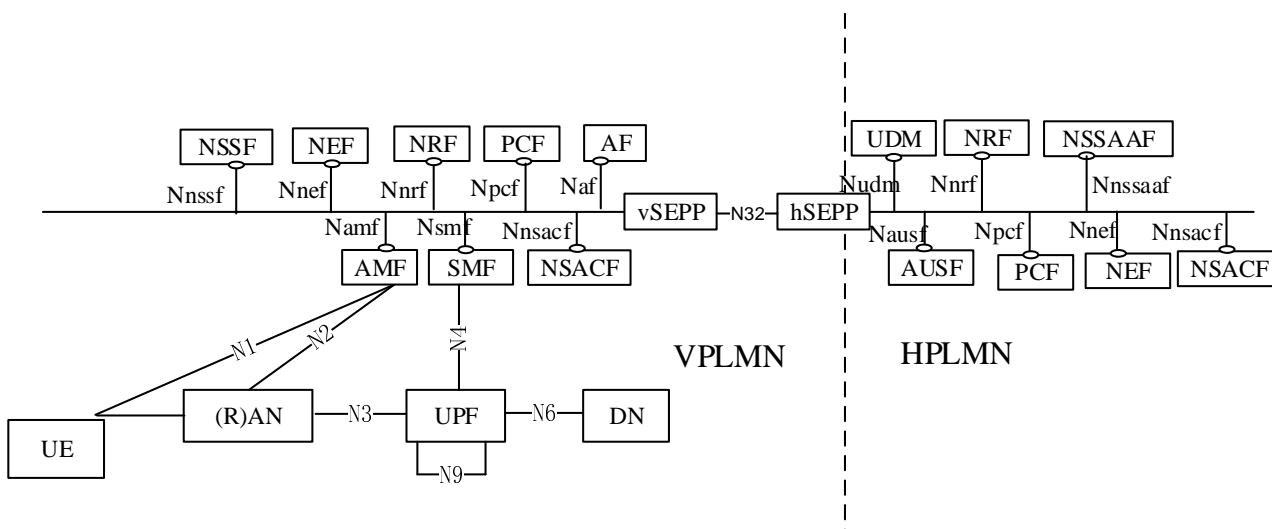 NSSF NEF NRF PCF AF UDM NRF NSSAAF
Nnssf Nnef Nnrf Npcf Naf Nudm Nnrf Nnssaaf
vSEPP N32 hSEPP
Namf Nsmf Nnsacf Nausf Npcf Nnef Nnsacf
AMF SMF NSACF AUSF PCF NEF NSACF
N1 N2 N4
VPLMN HPLMN
UE (R)AN N3 UPF N6 DN
N9